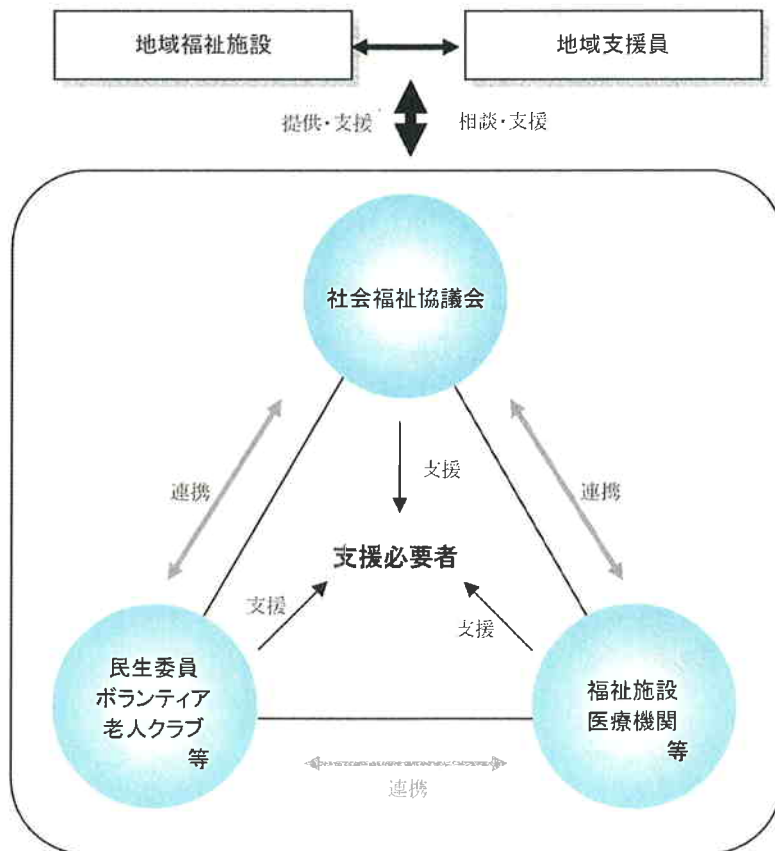 地域福祉施設
地域支援員
提供・支援
相談・支援
社会福祉協議会
連携
支援
連携
支援必要者
支援
支援
民生委員
ボランティア
老人クラブ
等
福祉施設
医療機関
等
連携